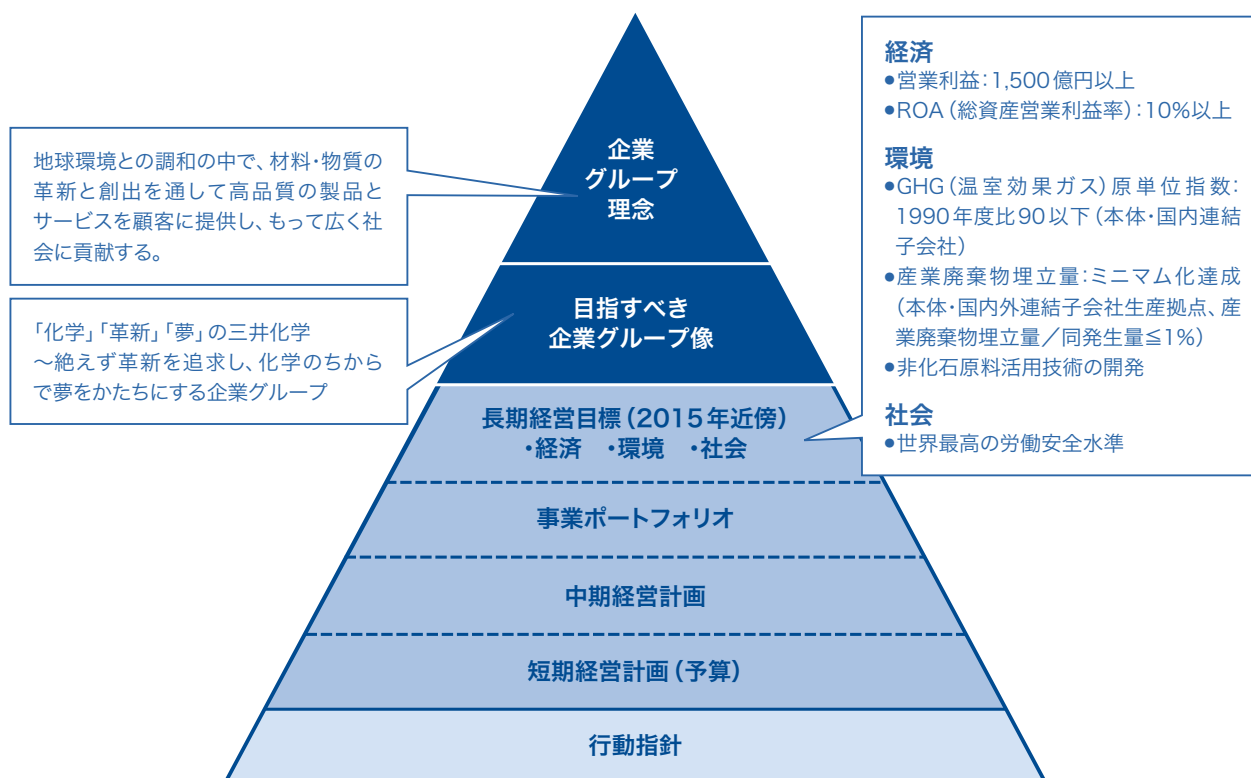 企業
グループ
理念
地球環境との調和の中で、材料・物質の
革新と創出を通して高品質の製品と
サービスを顧客に提供し、もって広く社
会に貢献する。
目指すべき
企業グループ像
「化学」「革新」「夢」の三井化学
～絶えず革新を追求し、化学のちから
で夢をかたちにする企業グループ
長期経営目標（2015年近傍）
・経済　・環境　・社会
経済
●営業利益：1,500億円以上
●ROA（総資産営業利益率）：10%以上
環境
●GHG（温室効果ガス）原単位指数：
1990年度比90以下（本体・国内連結
子会社）
●産業廃棄物埋立量：ミニマム化達成
（本体・国内外連結子会社生産拠点、産
業廃棄物埋立量／同発生量≦1%）
●非化石原料活用技術の開発
社会
●世界最高の労働安全水準
事業ポートフォリオ
中期経営計画
短期経営計画（予算）
行動指針